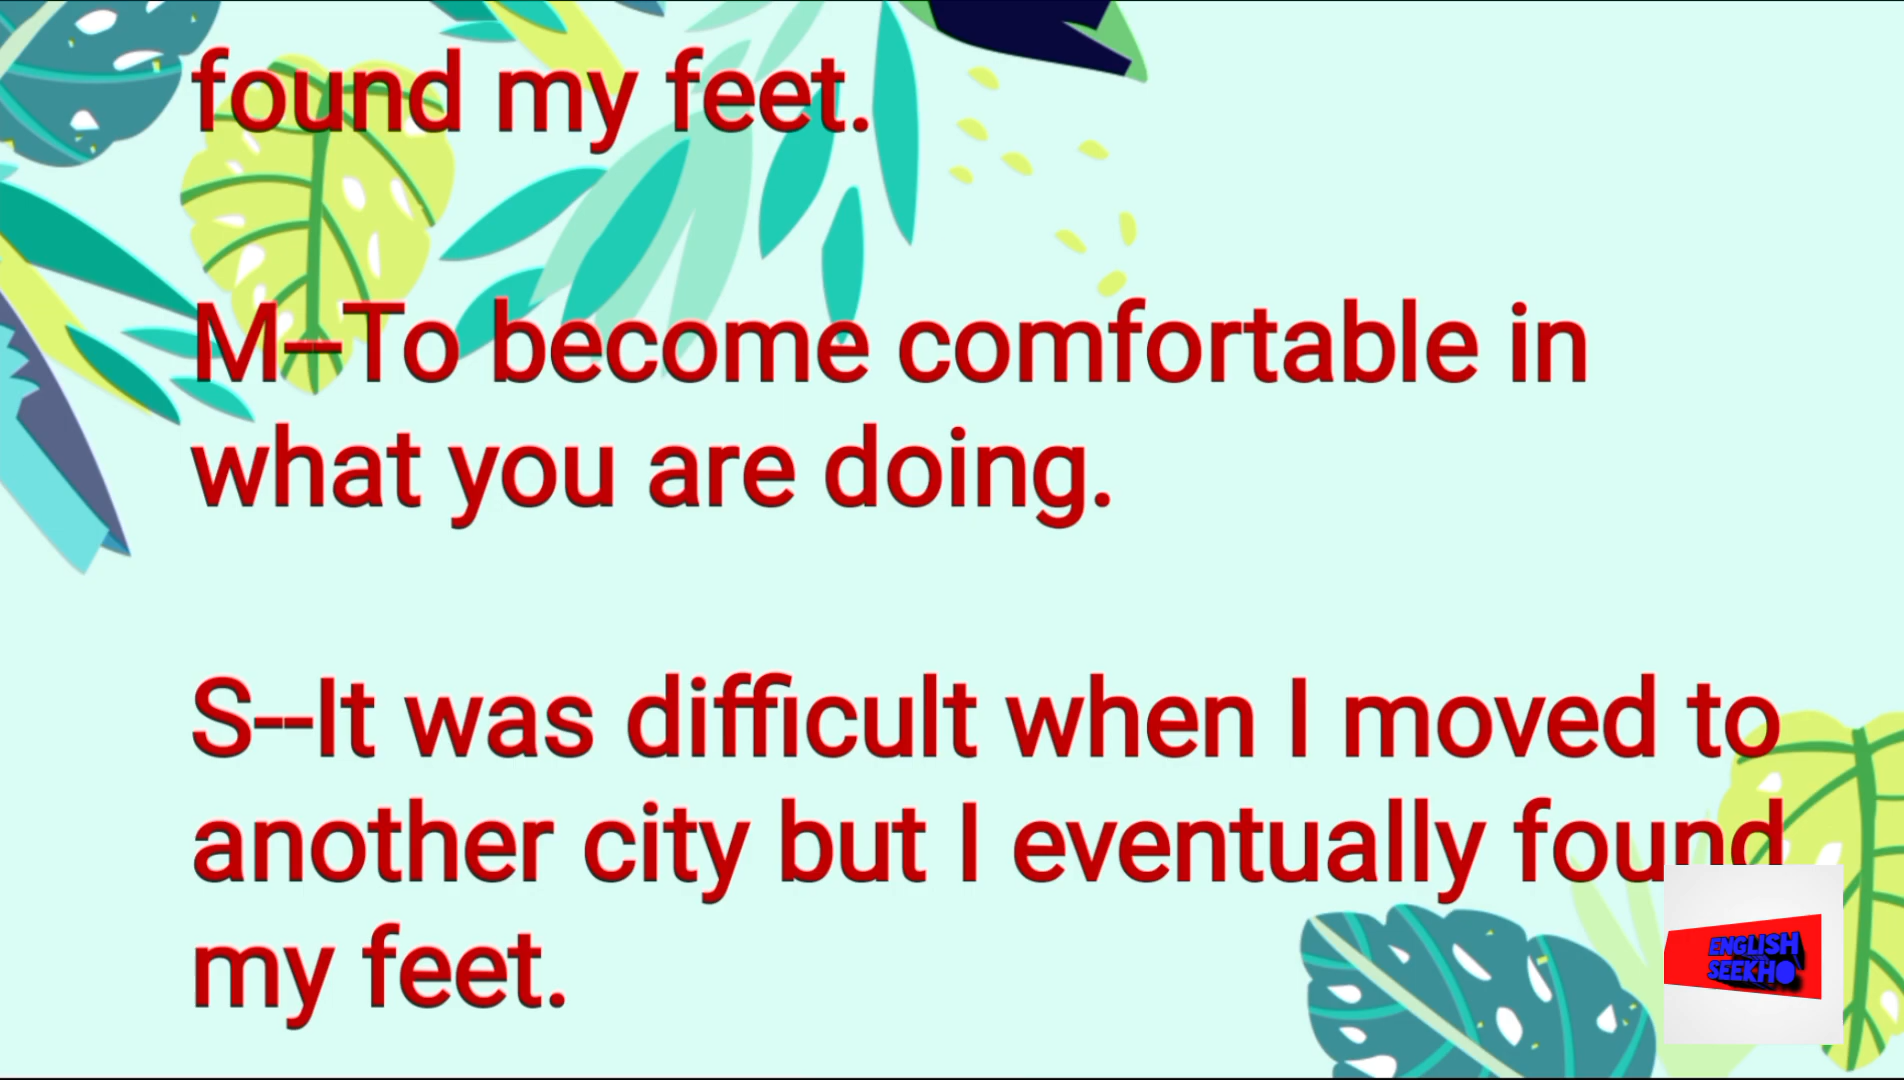 found my feet.
M--To become comfortable in
what you are doing.
S--It was difficult when I moved to
another city but I eventually found
my feet.
ENGLISH
SEEKHO